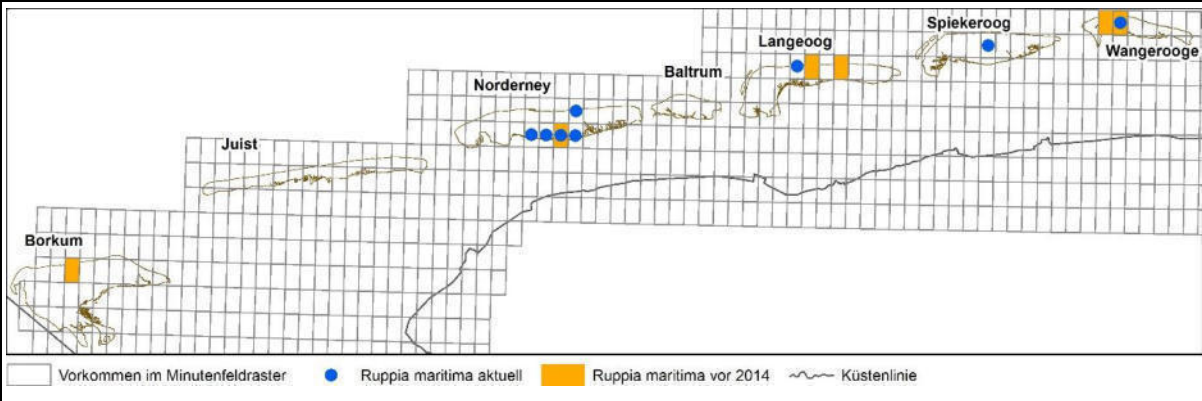 Spiekeroog
Wangerooge
Langeoog
Baltrum
Norderney
Juist
Borkum
Vorkommen im Minutenfeldraster Ruppia maritima aktuell Ruppia maritima vor 2014 Küstenlinie